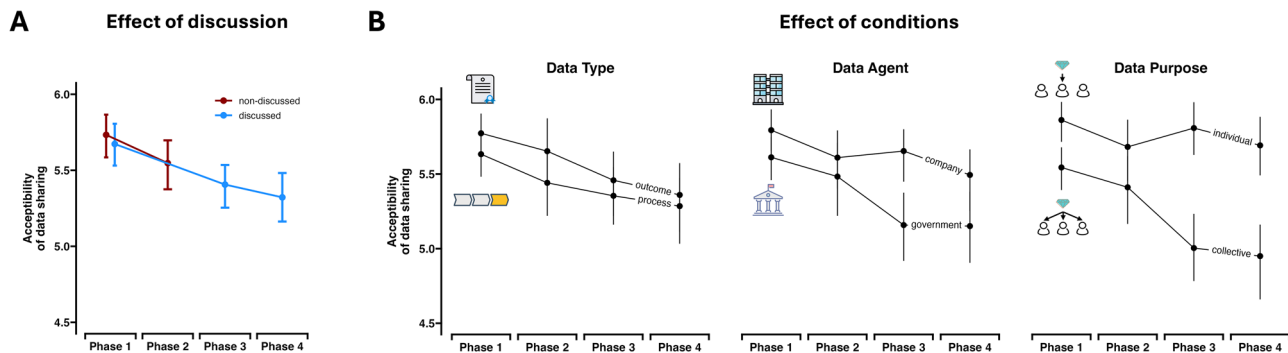 A
Effect of discussion
Acceptibility
of data sharing
6.0
5.5
5.0
4.5
non-discussed
discussed
Phase 1 Phase 2 Phase 3 Phase 4
B
Effect of conditions
Acceptibility
of data sharing
6.0
5.5
5.0
4.5
Data Type
outcome
process
Phase 1 Phase 2 Phase 3 Phase 4
Data Agent
company
government
Phase 1 Phase 2 Phase 3 Phase 4
Data Purpose
individual
collective
Phase 1 Phase 2 Phase 3 Phase 4